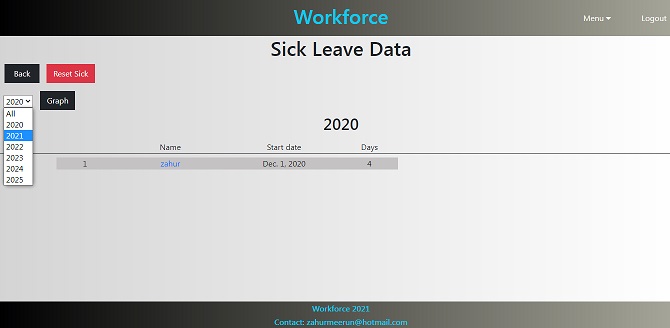 Workforce
Menu Logout
Sick Leave Data
Back Reset Sick
2020 Graph
All
2020
2021
2022
2023
2024
2025
2020
Name Start date Days
1 zahur Dec. 1, 2020 4
Workforce 2021
Contact: zahurmeerun@hotmail.com